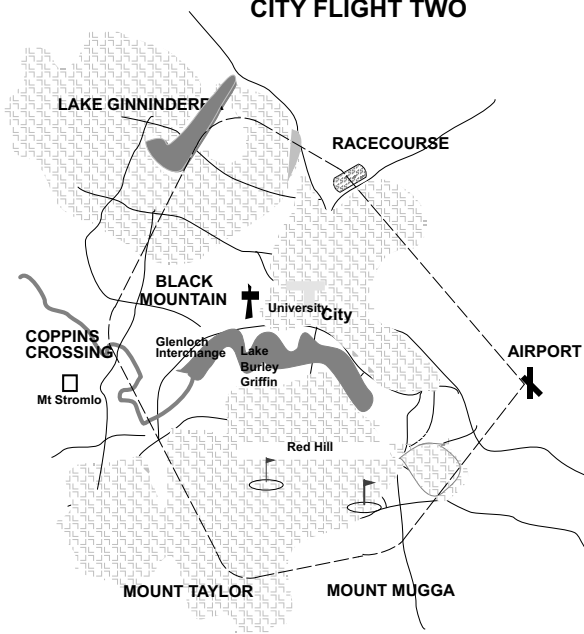 CITY FLIGHT TWO
LAKE GINNINDERRA
RACECOURSE
BLACK
MOUNTAIN
University
City
COPPINS
CROSSING
Glenloch
Interchange
Lake
Burley
Griffin
AIRPORT
Mt Stromlo
Red Hill
MOUNT TAYLOR
MOUNT MUGGA